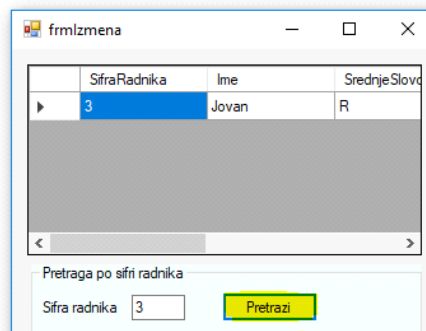 frmIzmena
SifraRadnika Ime SrednjeSlovo
3 Jovan R
Pretraga po sifri radnika
Sifra radnika 3 Pretrazi